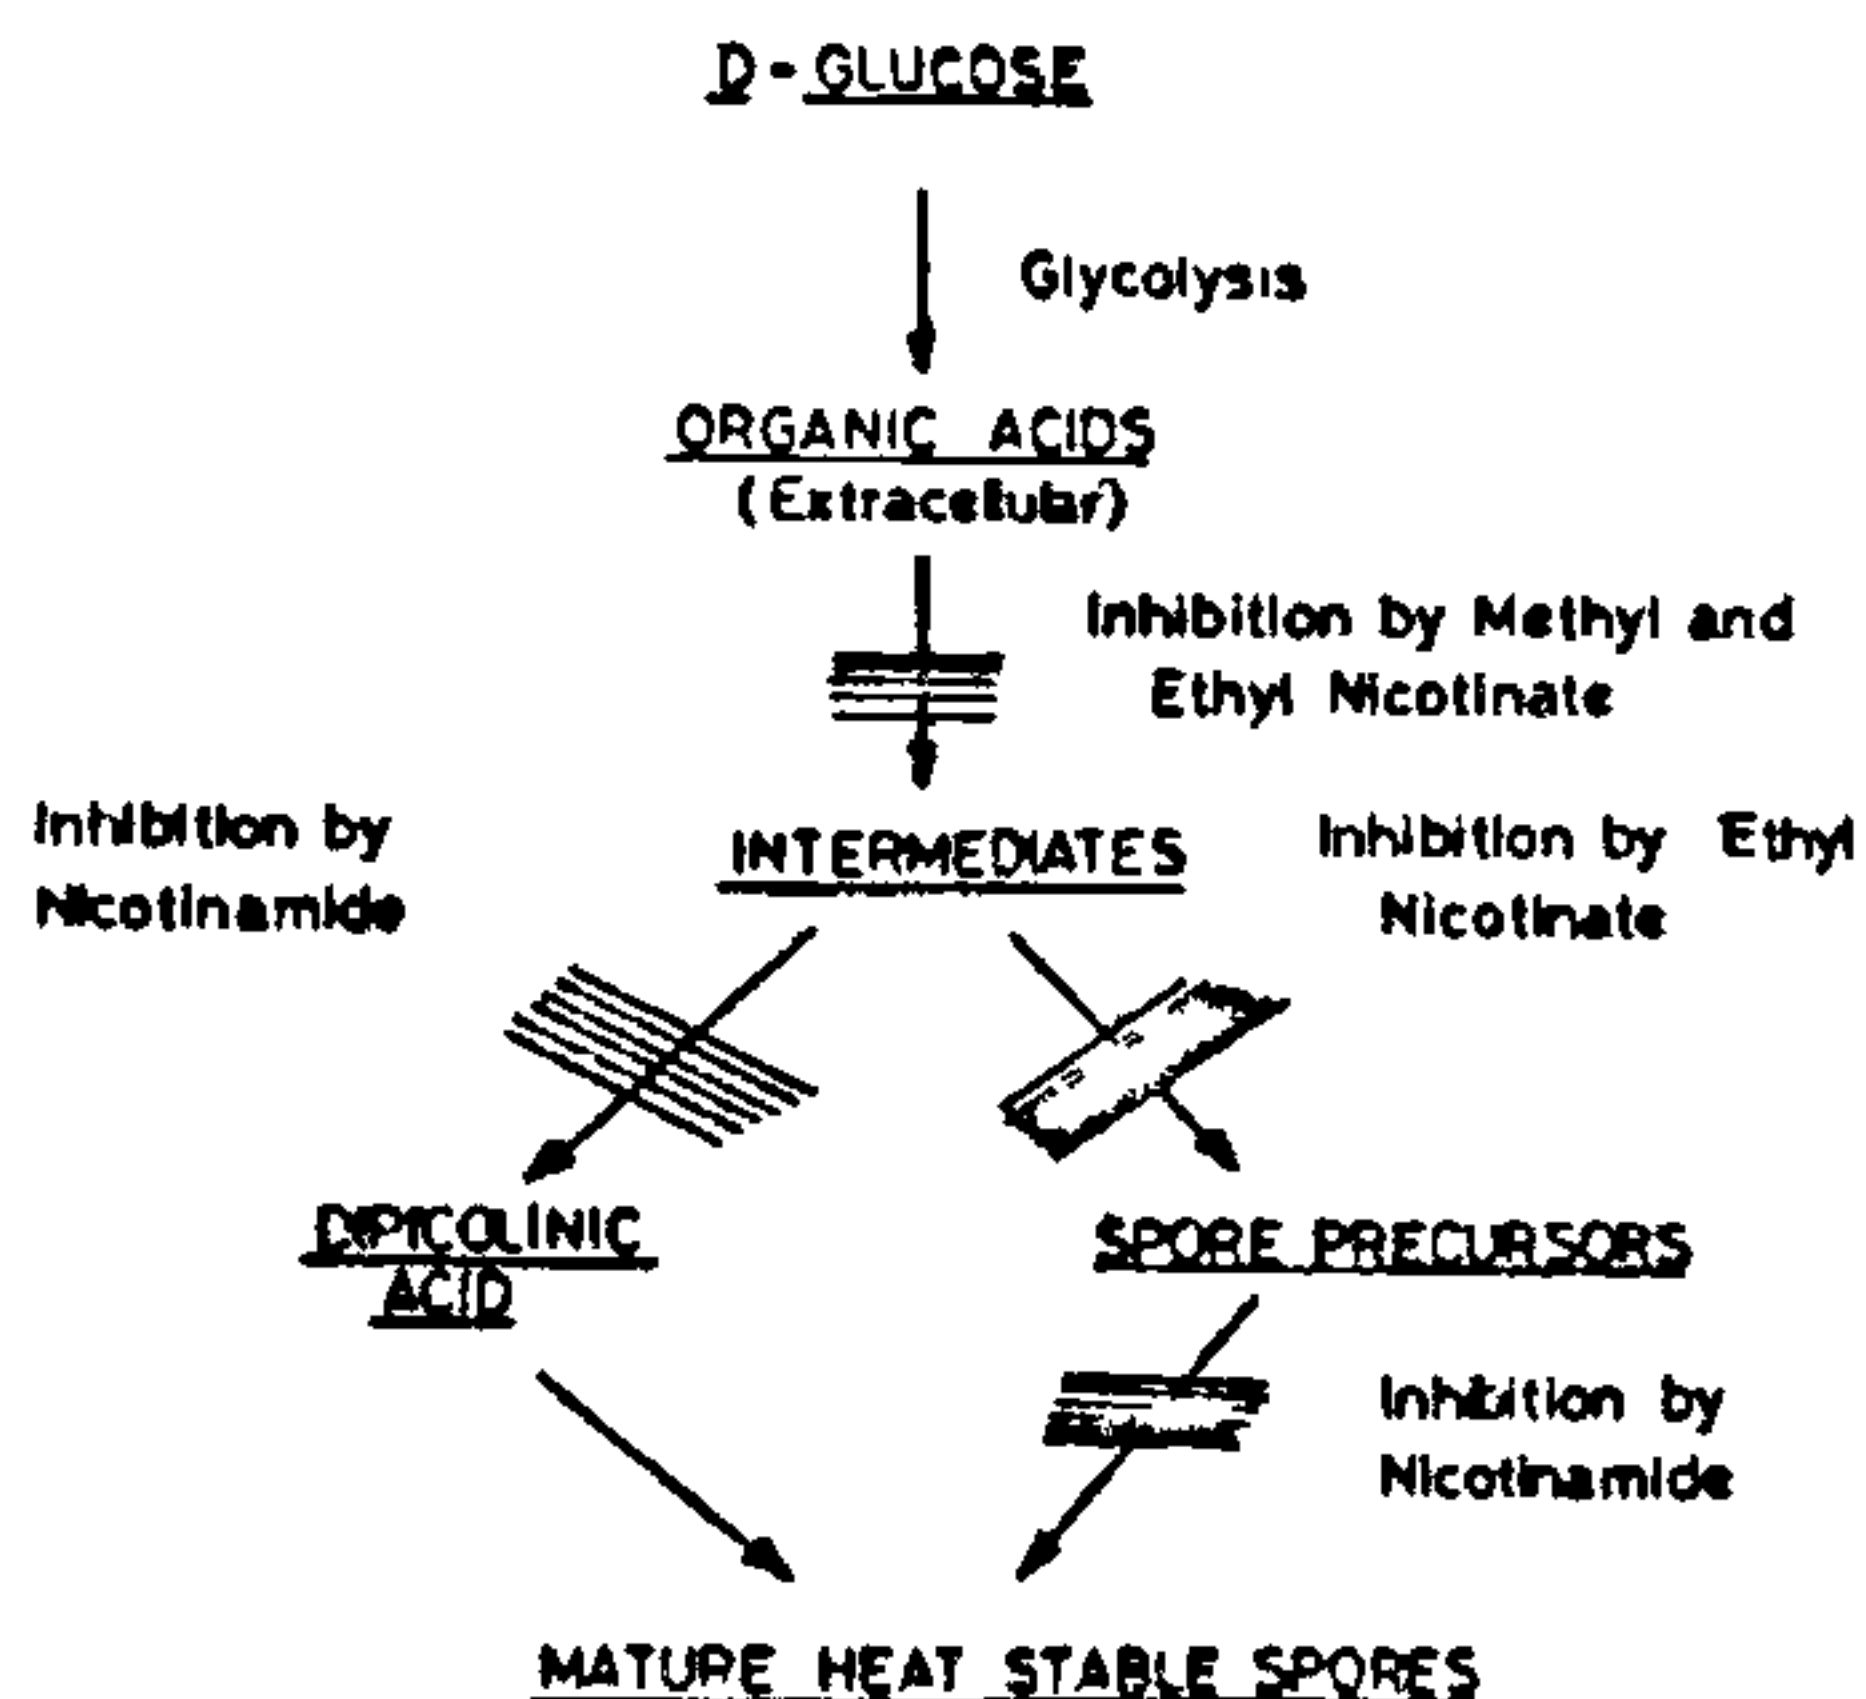 D-GLUCOSE
Glycolysis
ORGANIC ACIDS
(Extracellular)
Inhibition by Methyl and
Ethyl Nicotinate
Inhibition by
Nicotinamide
INTERMEDIATES
Inhibition by Ethyl
Nicotinate
DIPICOLINIC
ACID
SPORE PRECURSORS
Inhibition by
Nicotinamide
MATURE HEAT STABLE SPORES